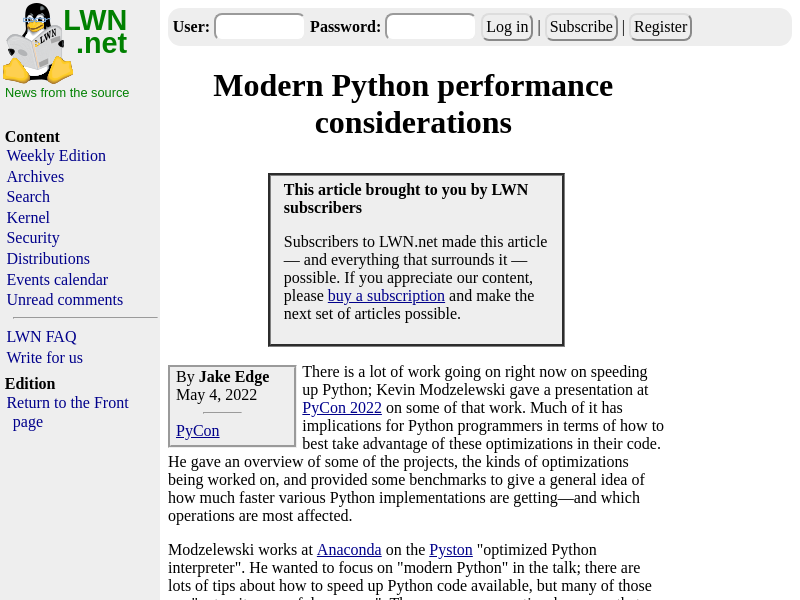 LWN
.net
News from the source
LWN
Content
Weekly Edition
Archives
Search
Kernel
Security
Distributions
Events calendar
Unread comments
LWN FAQ
Write for us
Edition
Return to the Front
page
User: Password: Log in | Subscribe | Register
Modern Python performance
considerations
This article brought to you by LWN
subscribers
Subscribers to LWN.net made this article
— and everything that surrounds it —
possible. If you appreciate our content,
please buy a subscription and make the
next set of articles possible.
By Jake Edge
May 4, 2022
PyCon
There is a lot of work going on right now on speeding
up Python; Kevin Modzelewski gave a presentation at
PyCon 2022 on some of that work. Much of it has
implications for Python programmers in terms of how to
best take advantage of these optimizations in their code.
He gave an overview of some of the projects, the kinds of optimizations
being worked on, and provided some benchmarks to give a general idea of
how much faster various Python implementations are getting—and which
operations are most affected.
Modzelewski works at Anaconda on the Pyston "optimized Python
interpreter". He wanted to focus on "modern Python" in the talk; there are
lots of tips about how to speed up Python code available, but many of those